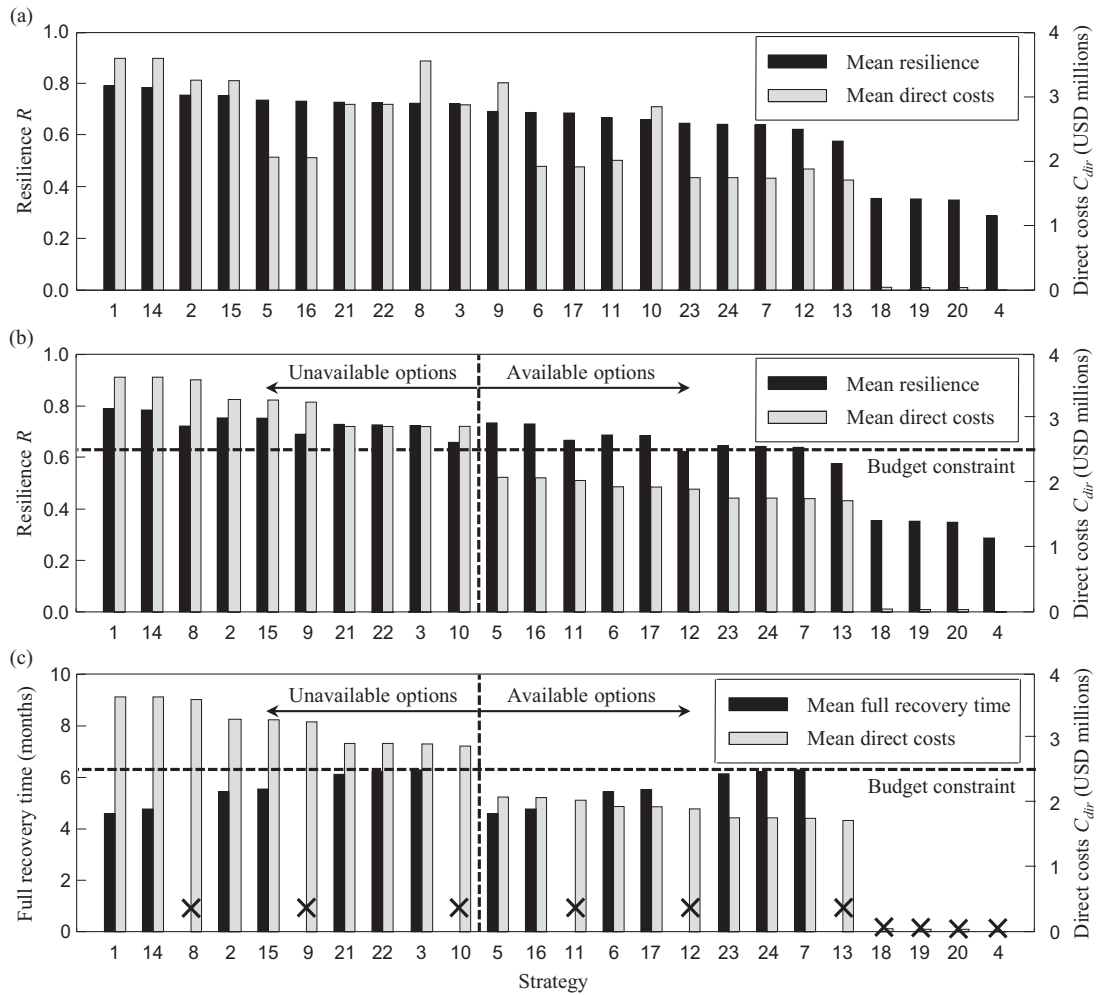 (a)
1.0
0.8
0.6
0.4
0.2
0.0
Resilience R
Mean resilience
Mean direct costs
4
3
2
1
0
Direct costs C_dir (USD millions)
1 14 2 15 5 16 21 22 8 3 9 6 17 11 10 23 24 7 12 13 18 19 20 4
(b)
1.0
0.8
0.6
0.4
0.2
0.0
Resilience R
Unavailable options
Available options
Mean resilience
Mean direct costs
Budget constraint
4
3
2
1
0
Direct costs C_dir (USD millions)
1 14 8 2 15 9 21 22 3 10 5 16 11 6 17 12 23 24 7 13 18 19 20 4
(c)
10
8
6
4
2
0
Full recovery time (months)
Unavailable options
Available options
Mean full recovery time
Mean direct costs
Budget constraint
4
3
2
1
0
Direct costs C_dir (USD millions)
1 14 8 2 15 9 21 22 3 10 5 16 11 6 17 12 23 24 7 13 18 19 20 4
Strategy